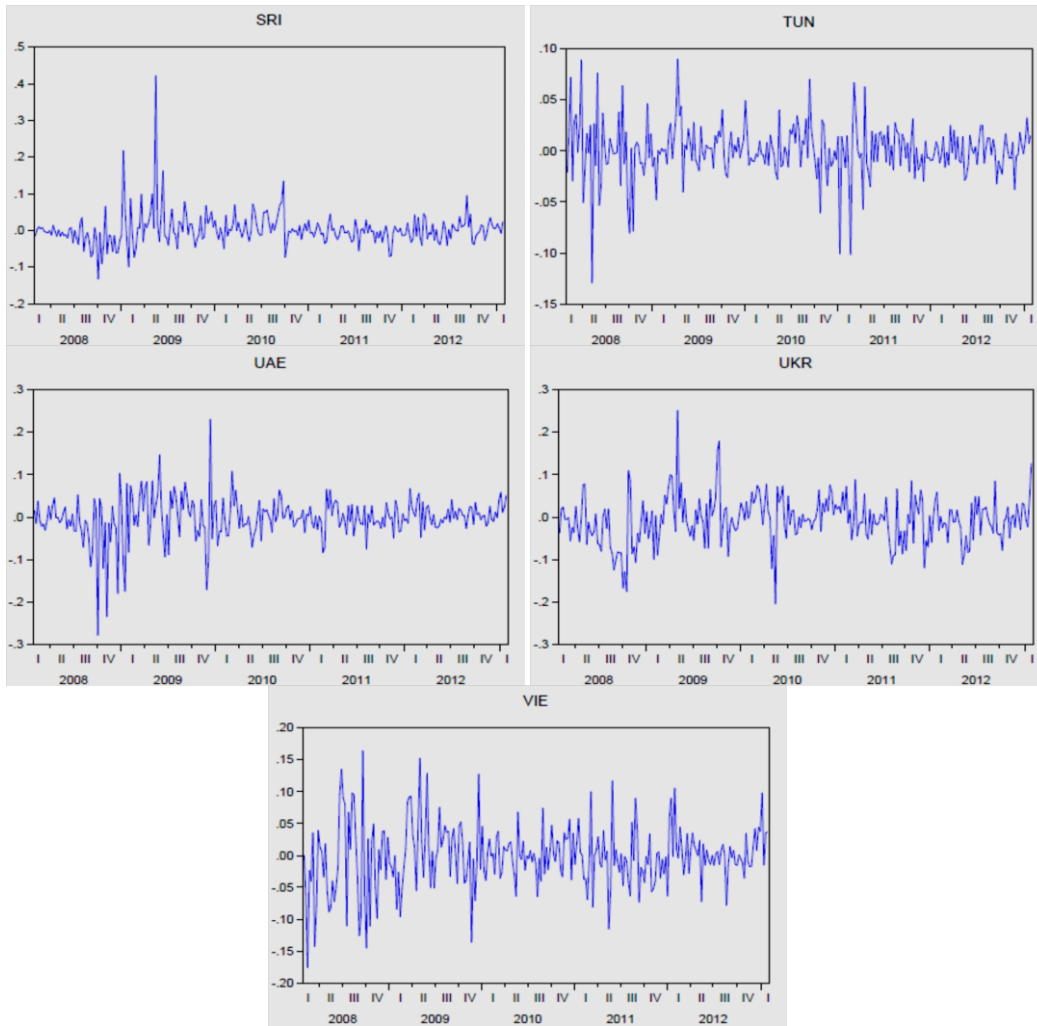 SRI
.5
.4
.3
.2
.1
.0
-.1
-.2
I II III IV I II III IV I II III IV I II III IV I II III IV I
2008 2009 2010 2011 2012
TUN
.10
.05
.00
-.05
-.10
-.15
I II III IV I II III IV I II III IV I II III IV I II III IV I
2008 2009 2010 2011 2012
UAE
.3
.2
.1
.0
-.1
-.2
-.3
I II III IV I II III IV I II III IV I II III IV I II III IV I
2008 2009 2010 2011 2012
UKR
.3
.2
.1
.0
-.1
-.2
-.3
I II III IV I II III IV I II III IV I II III IV I II III IV I
2008 2009 2010 2011 2012
VIE
.20
.15
.10
.05
.00
-.05
-.10
-.15
-.20
I II III IV I II III IV I II III IV I II III IV I II III IV I
2008 2009 2010 2011 2012